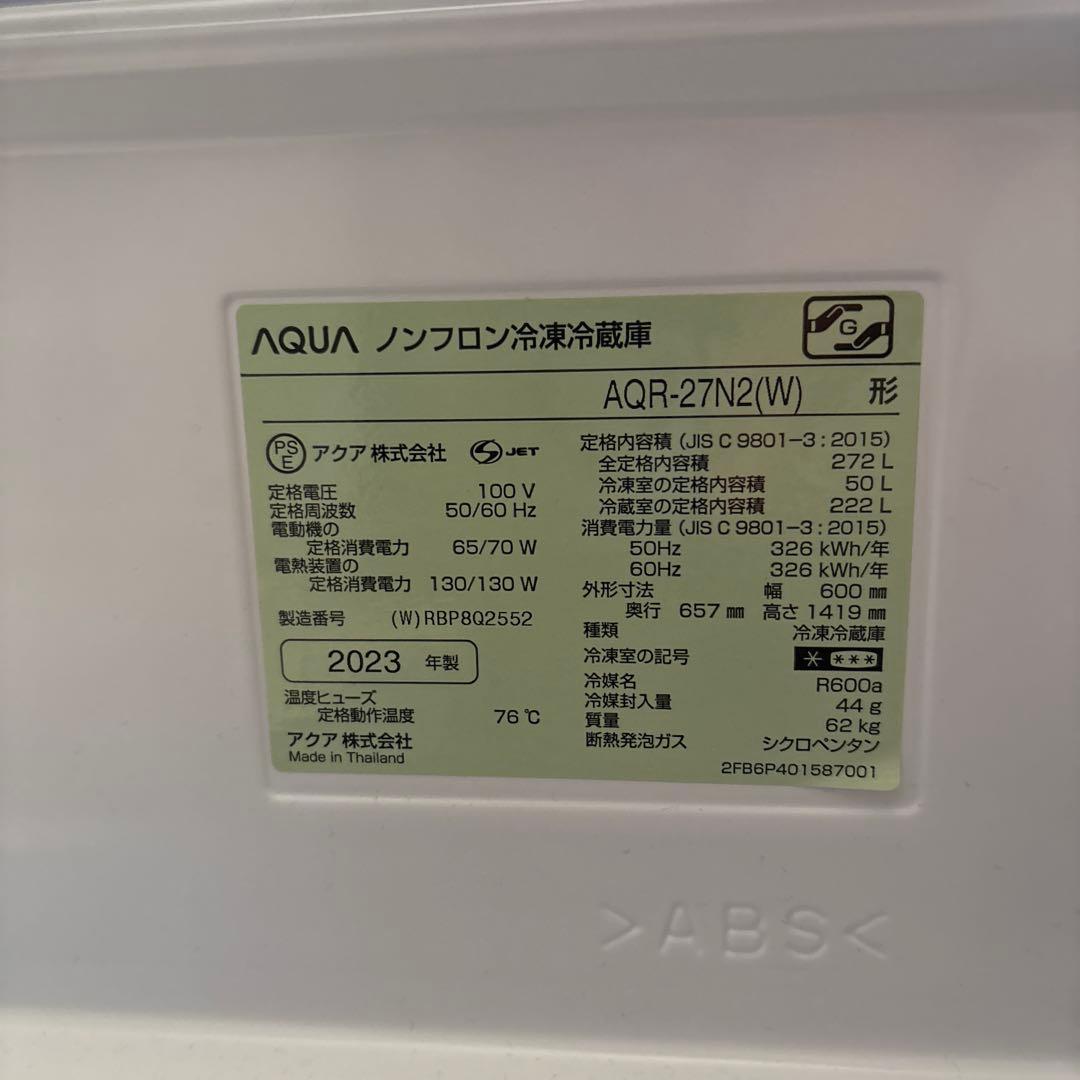 AQUA ノンフロン冷凍冷蔵庫
G
AQR-27N2(W) 形
PSE アクア株式会社 S JET
定格電圧 100 V
定格周波数 50/60 Hz
電動機の
定格消費電力 65/70 W
電熱装置の
定格消費電力 130/130 W
製造番号 (W)RBP8Q2552
2023 年製
温度ヒューズ
定格動作温度 76 ℃
アクア株式会社
Made in Thailand
定格内容積 (JIS C 9801-3 : 2015)
全定格内容積 272 L
冷凍室の定格内容積 50 L
冷蔵室の定格内容積 222 L
消費電力量 (JIS C 9801-3 : 2015)
50Hz 326 kWh/年
60Hz 326 kWh/年
外形寸法 幅 600 ㎜
奥行 657 ㎜ 高さ 1419 ㎜
種類 冷凍冷蔵庫
冷凍室の記号 * ***
冷媒名 R600a
冷媒封入量 44 g
質量 62 kg
断熱発泡ガス シクロペンタン
2FB6P401587001
>ABS<